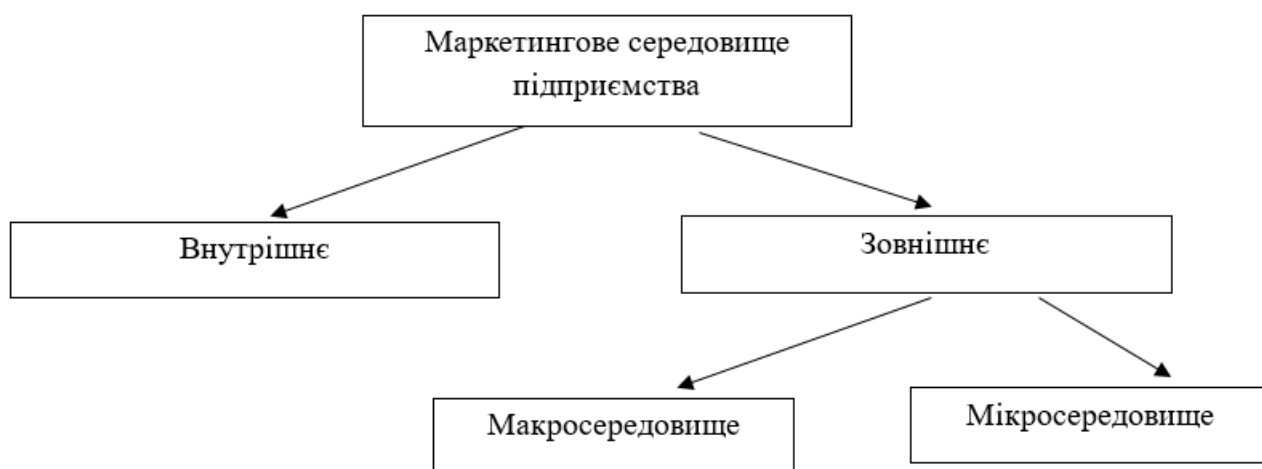 Маркетингове середовище
підприємства
Внутрішнє
Зовнішнє
Макросередовище
Мікросередовище